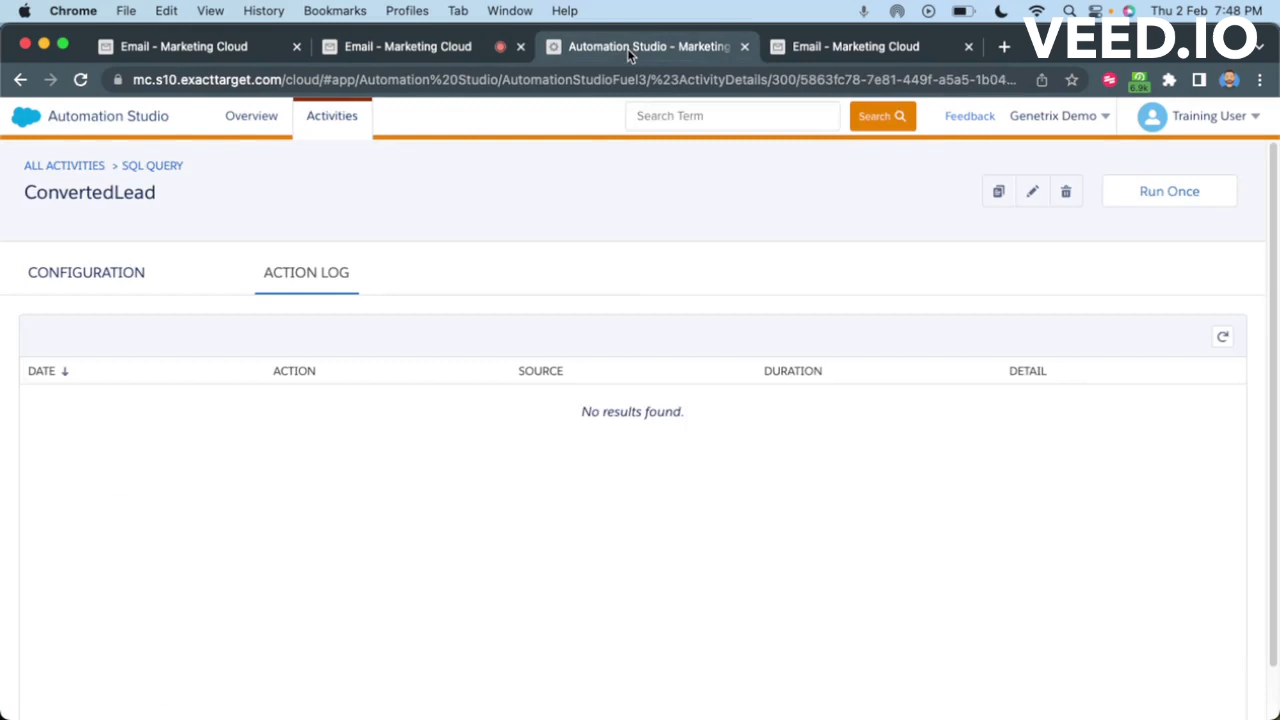 Chrome File Edit View History Bookmarks Profiles Tab Window Help Thu 2 Feb 7:48 PM
VEED.IO
Email - Marketing Cloud Email - Marketing Cloud Automation Studio - Marketing Email - Marketing Cloud
mc.s10.exacttarget.com/cloud/#app/Automation%20Studio/AutomationStudioFuel3/%23ActivityDetails/300/5863fc78-7e81-449f-a5a5-1b04... 6.9k
Automation Studio Overview Activities Search Term Search Feedback Genetrix Demo Training User
ALL ACTIVITIES > SQL QUERY
ConvertedLead
Run Once
CONFIGURATION ACTION LOG
DATE ACTION SOURCE DURATION DETAIL
No results found.